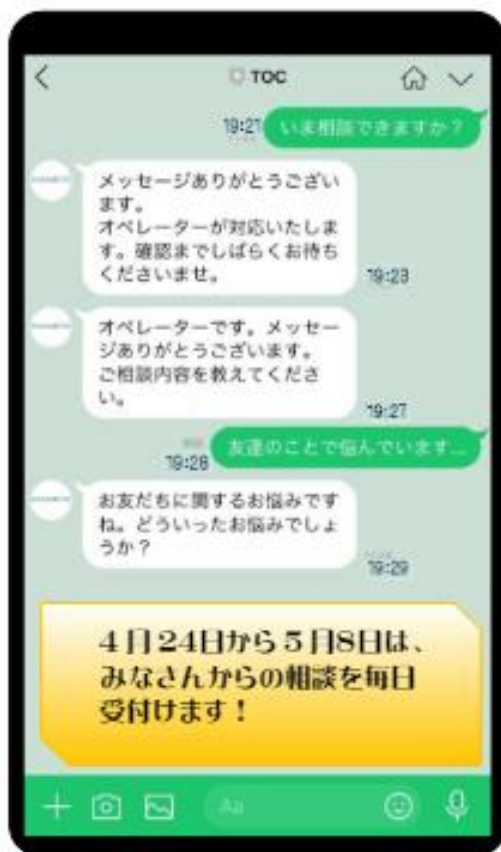 TOC
19:21 いま相談できますか？
メッセージありがとうござい
ます。
オペレーターが対応いたしま
す。確認までしばらくお待ち
くださいませ。
19:23
オペレーターです。メッセー
ジありがとうございます。
ご相談内容を教えてくださ
い。
19:27
19:28 友達のことで悩んでいます...
お友だちに関するお悩みです
ね。どういったお悩みでしょ
うか？
19:29
４月24日から５月8日は、
みなさんからの相談を毎日
受付けます！
Aa